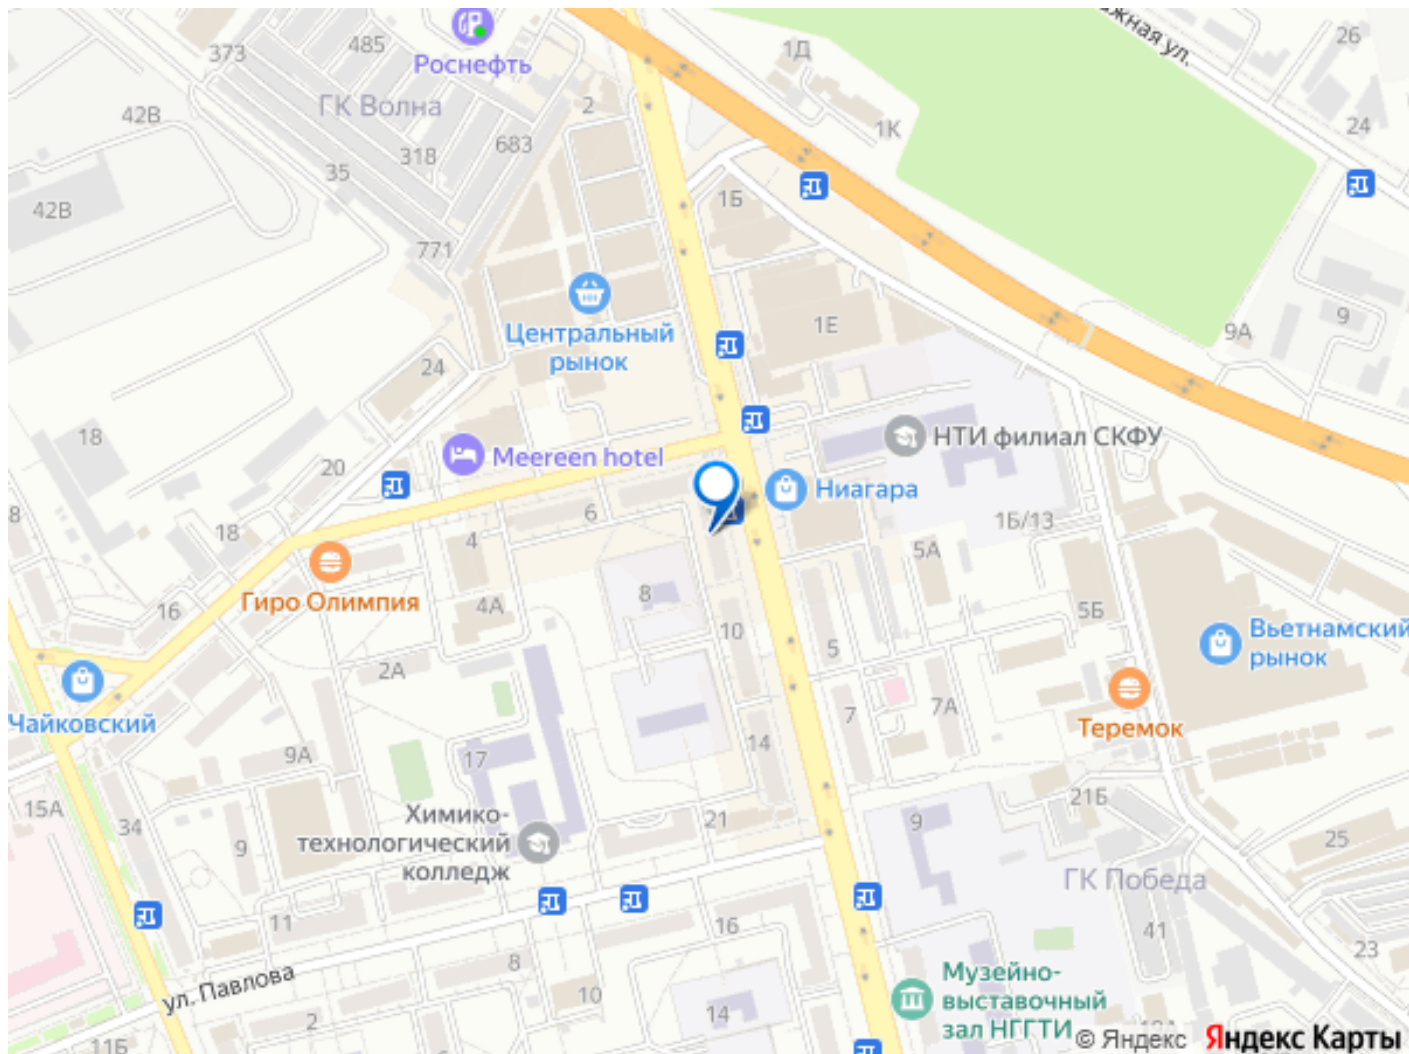 жная ул.
26
1Д
485
373
Роснефть
ГК Волна
2
42В
1К
24
683
318
35
1Б
42В
771
9
9А
1Е
Центральный
рынок
24
18
НТИ филиал СКФУ
Meereen hotel
20
Ниагара
8
6
1Б/13
18
4
5А
Гиро Олимпия
8
4А
16
5Б
10
Вьетнамский
рынок
5
2А
7А
Чайковский
7
Теремок
14
9А
17
21Б
15А
Химико-
технологический
колледж
34
21
9
25
9
ГК Победа
11
16
41
23
8
ул. Павлова
Музейно-
выставочный
зал НГГТИ
10
14
2
11Б
© Яндекс
Яндекс Карты